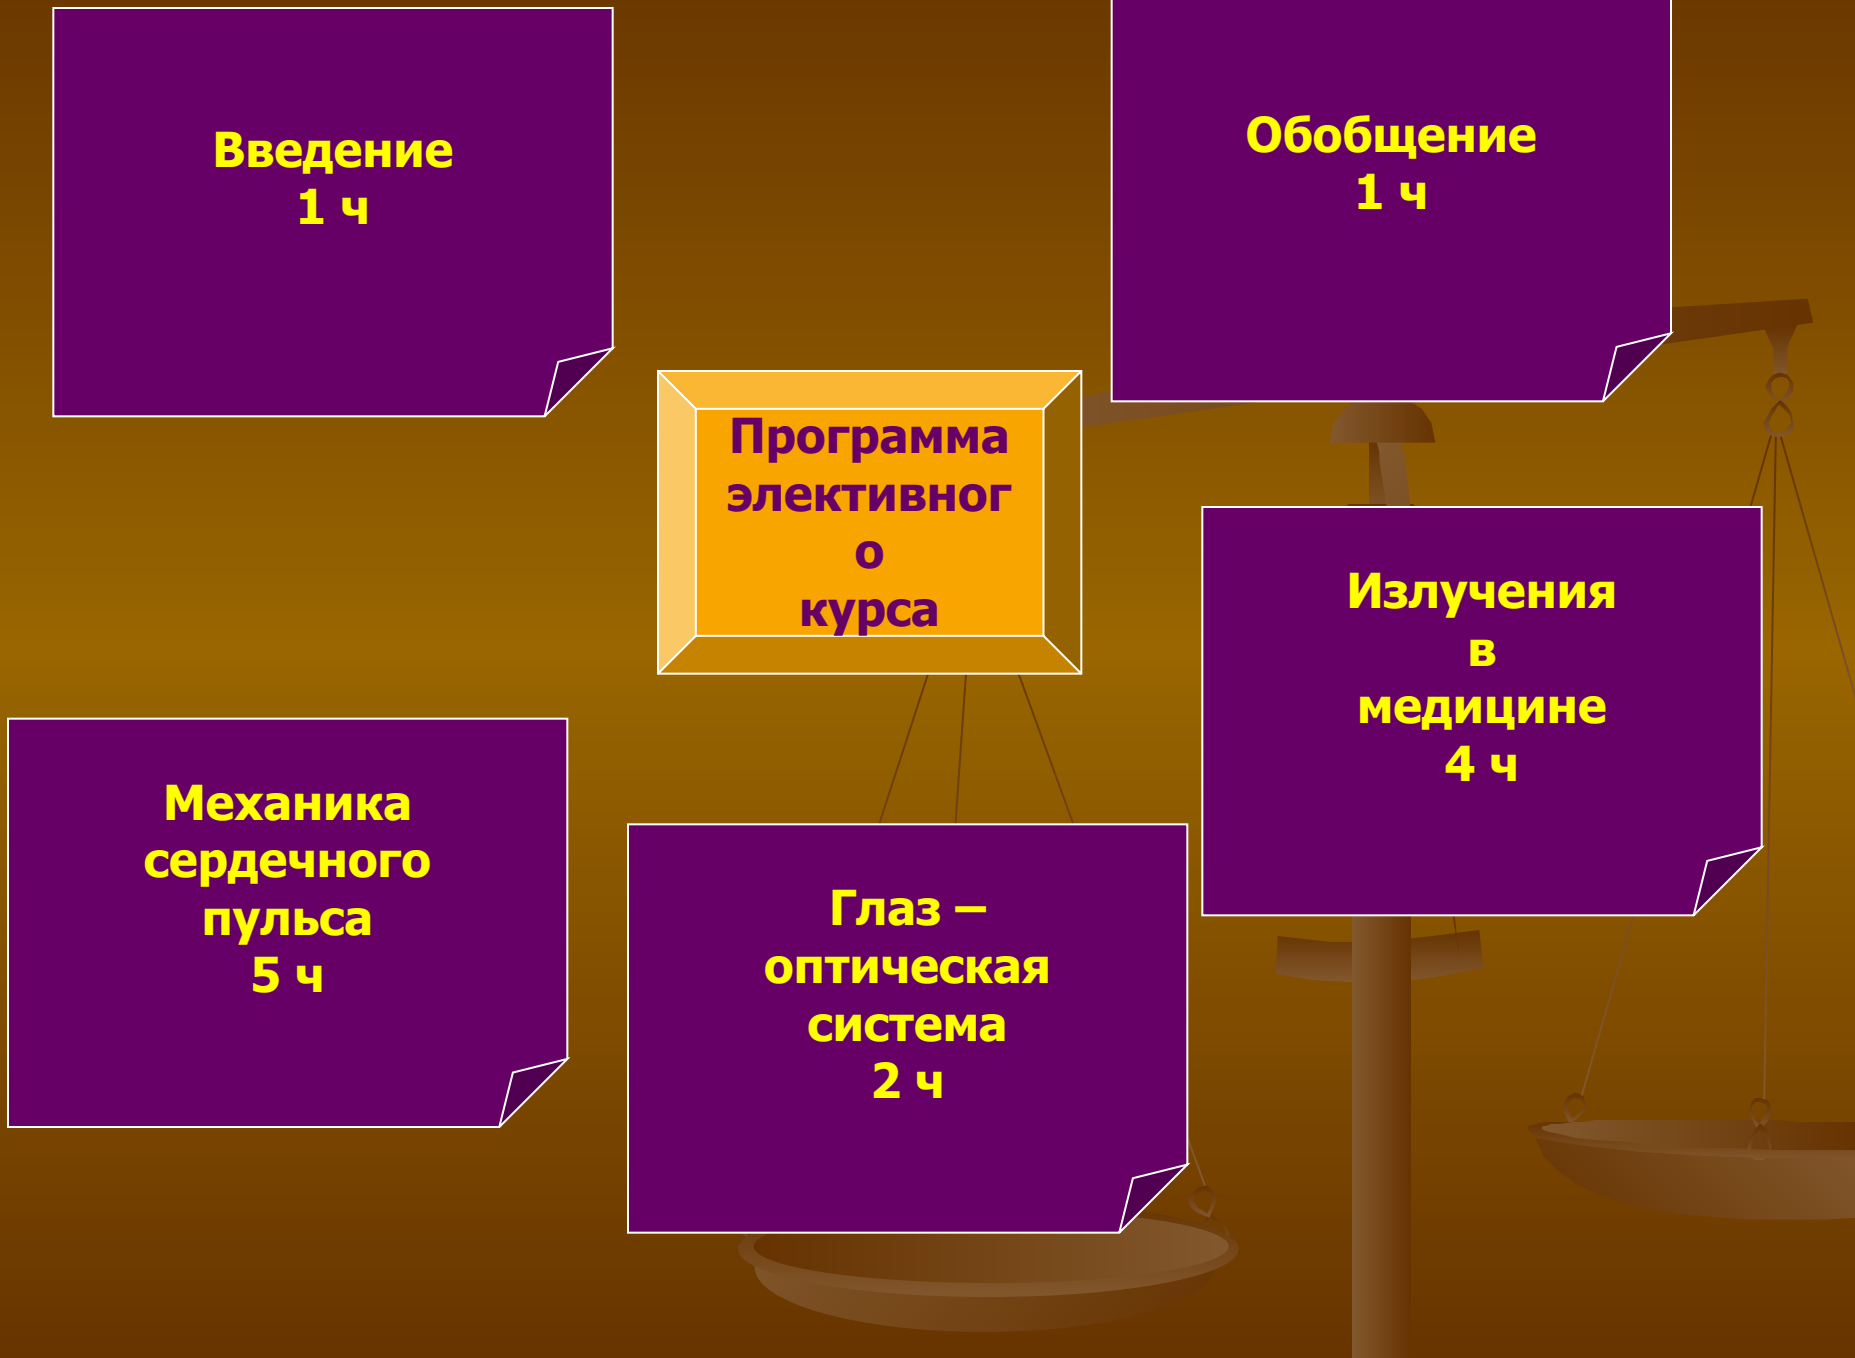 Введение
1 ч
Обобщение
1 ч
Программа
элективног
о
курса
Излучения
в
медицине
4 ч
Механика
сердечного
пульса
5 ч
Глаз –
оптическая
система
2 ч